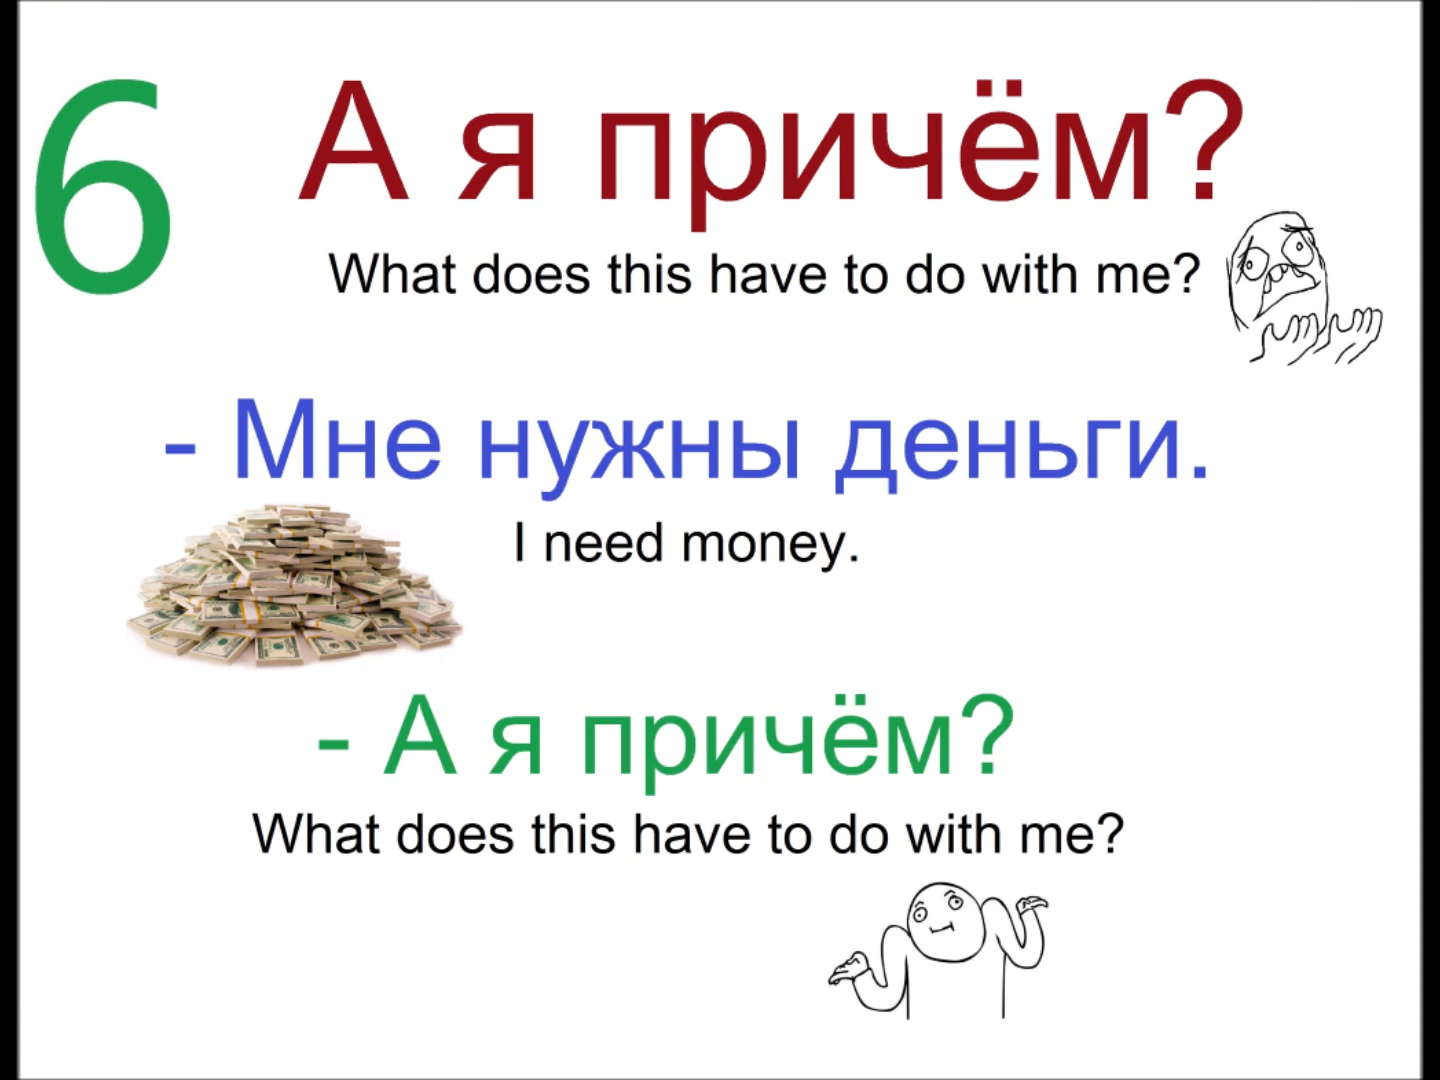 6
А я причём?
What does this have to do with me?
- Мне нужны деньги.
I need money.
- А я причём?
What does this have to do with me?